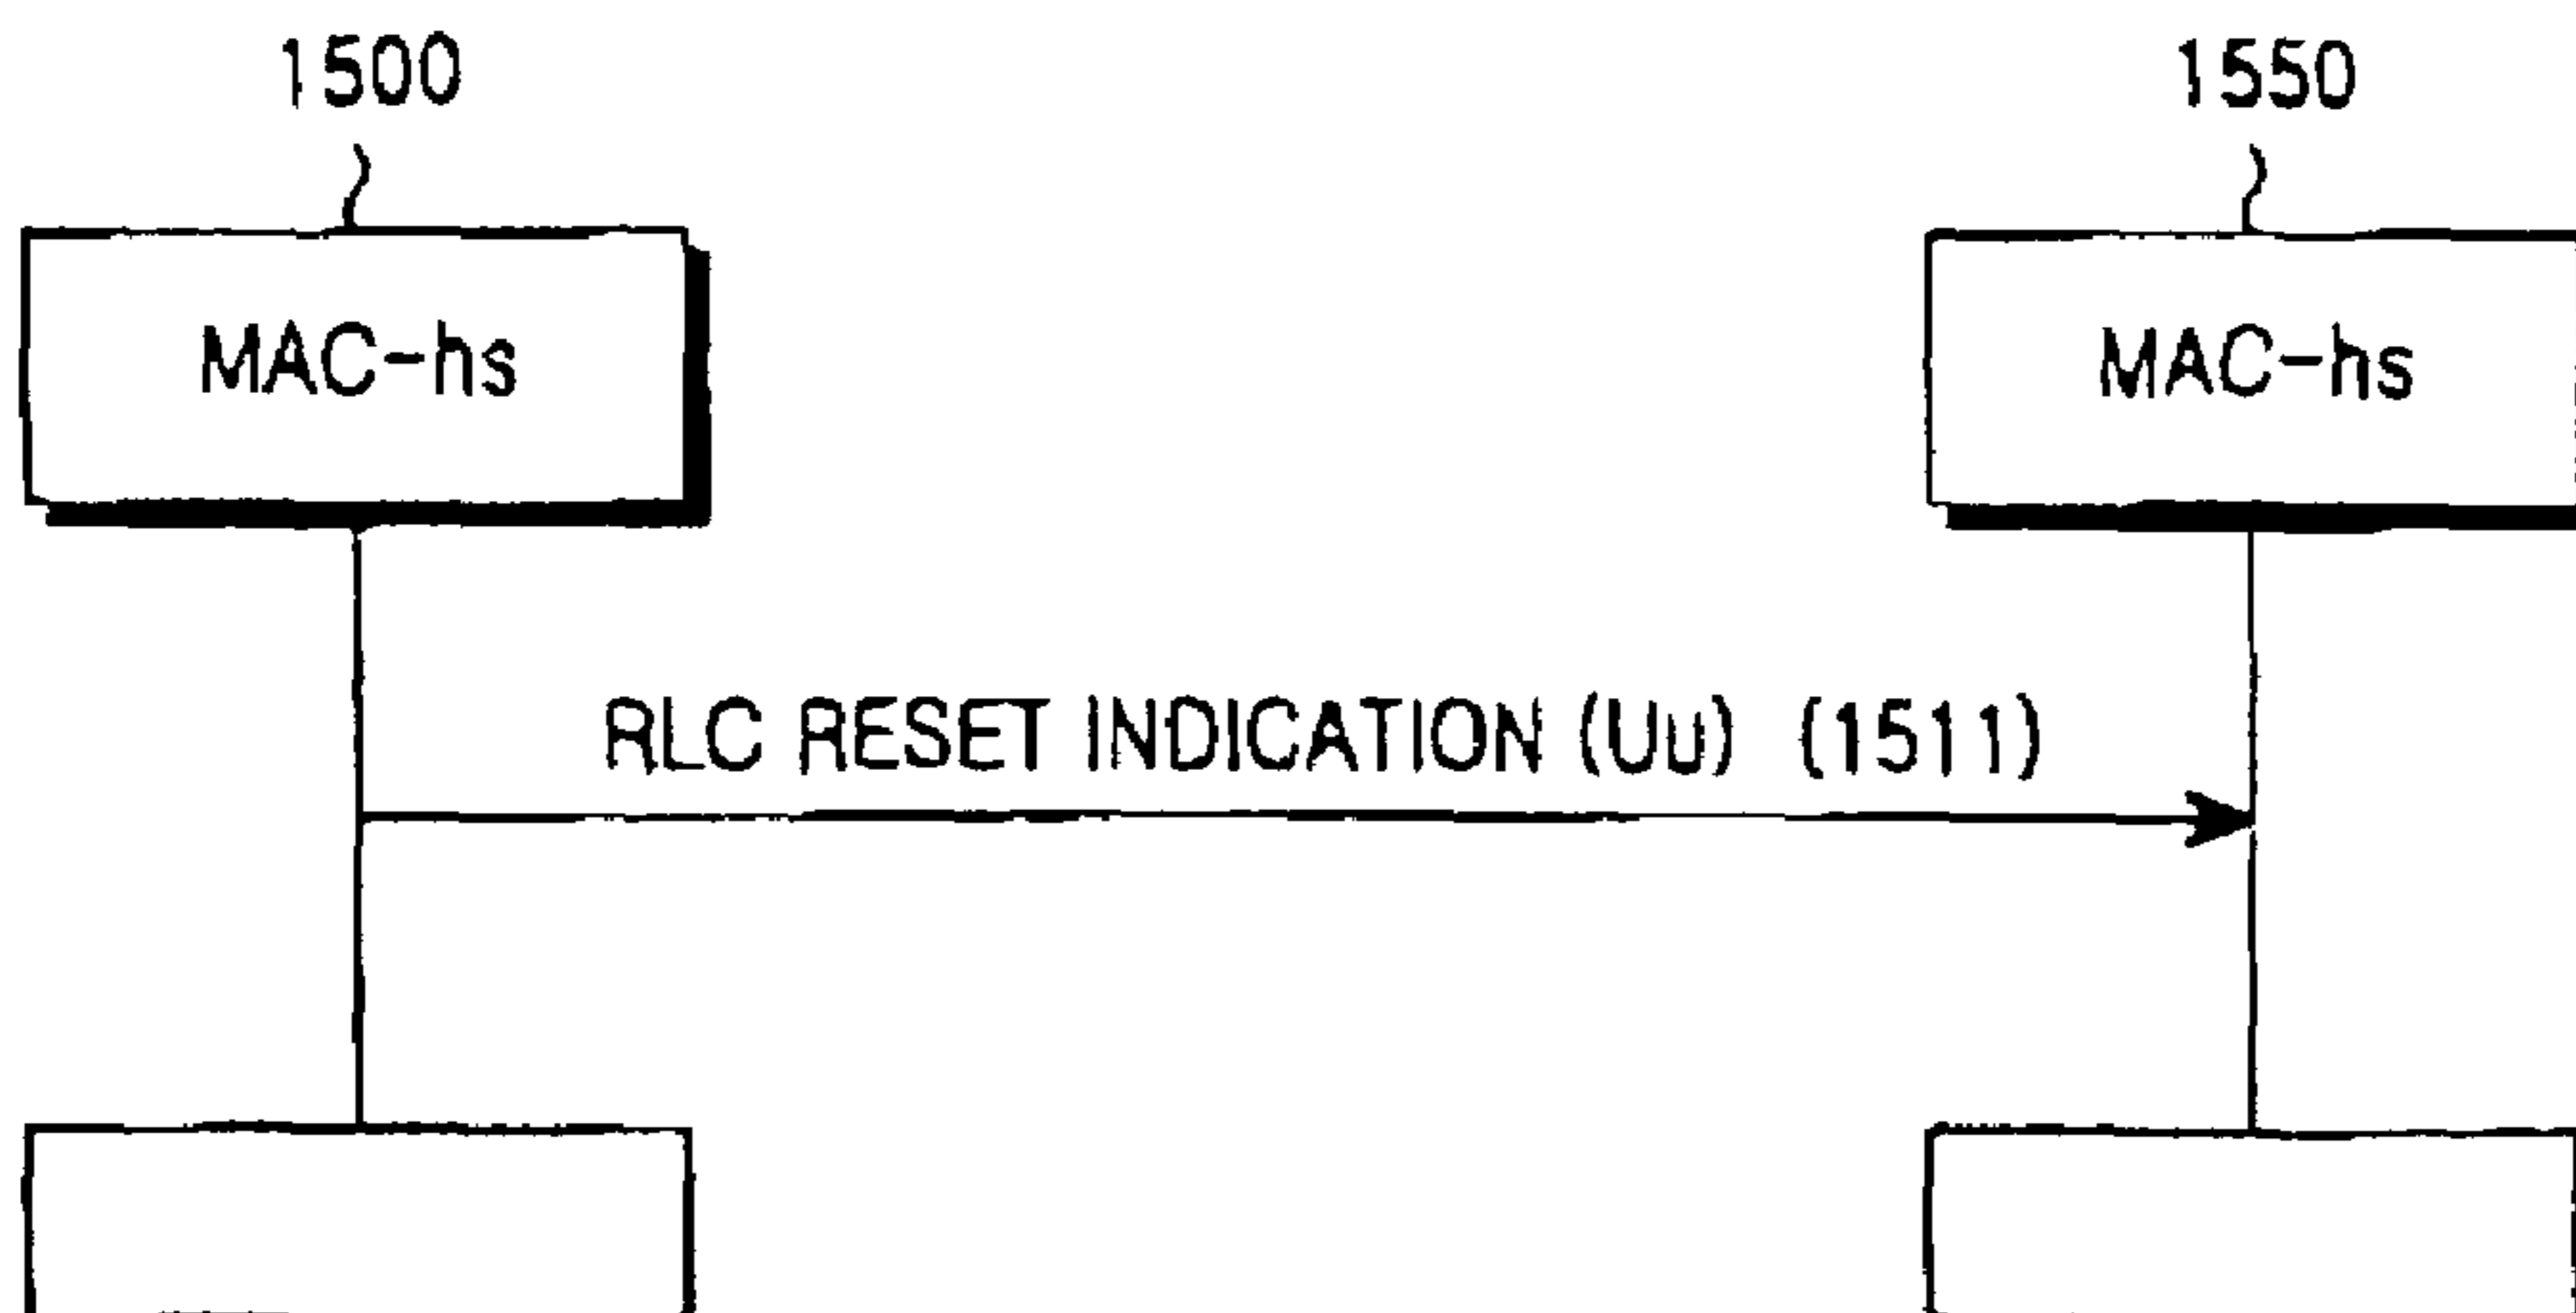 1500 1550
MAC-hs MAC-hs
RLC RESET INDICATION (Uu) (1511)